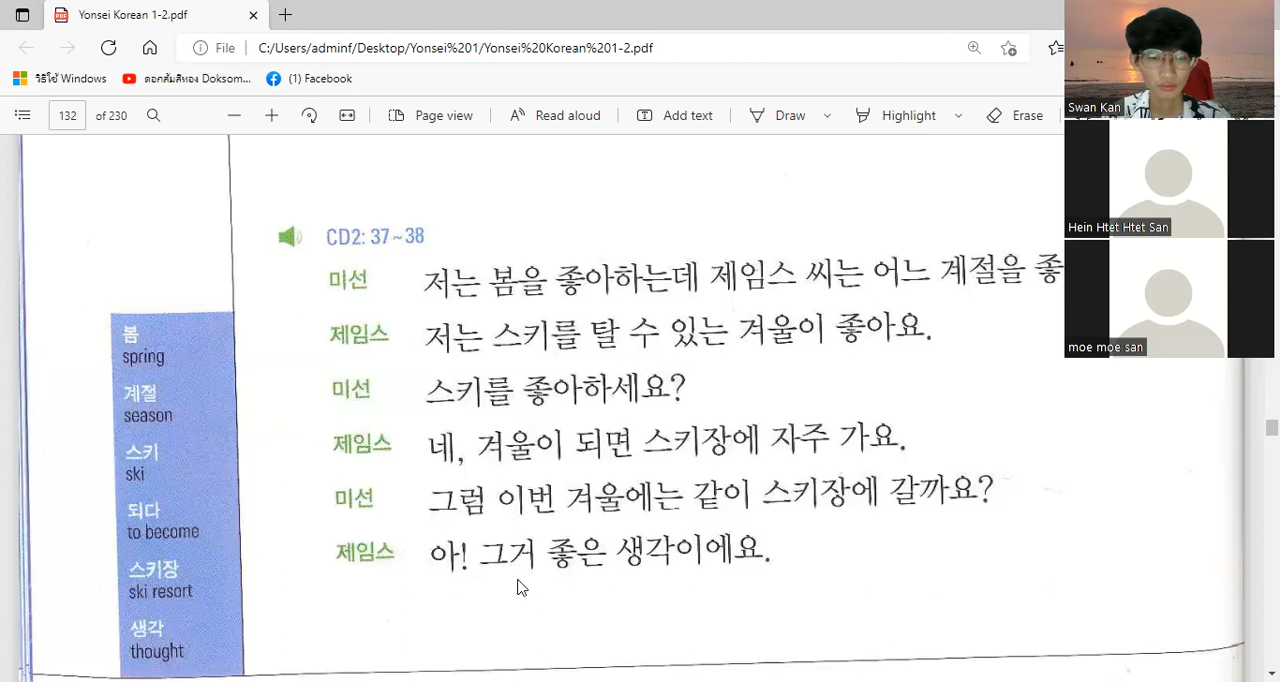 Yonsei Korean 1-2.pdf
File C:/Users/adminf/Desktop/Yonsei%201/Yonsei%20Korean%201-2.pdf
วิธีใช้ Windows ดอกส้มสีทอง Doksom... (1) Facebook
132 of 230 Page view Read aloud Add text Draw Highlight Erase
Swan Kan
Hein Htet Htet San
moe moe san
CD2: 37~38
미선 저는 봄을 좋아하는데 제임스 씨는 어느 계절을 좋
제임스 저는 스키를 탈 수 있는 겨울이 좋아요.
미선 스키를 좋아하세요?
제임스 네, 겨울이 되면 스키장에 자주 가요.
미선 그럼 이번 겨울에는 같이 스키장에 갈까요?
제임스 아! 그거 좋은 생각이에요.
봄
spring
계절
season
스키
ski
되다
to become
스키장
ski resort
생각
thought